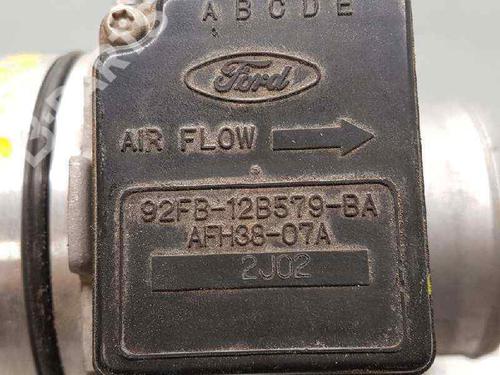 A B C D E
Ford
AIR FLOW
92FB-12B579-BA
AFH38-07A
2J02